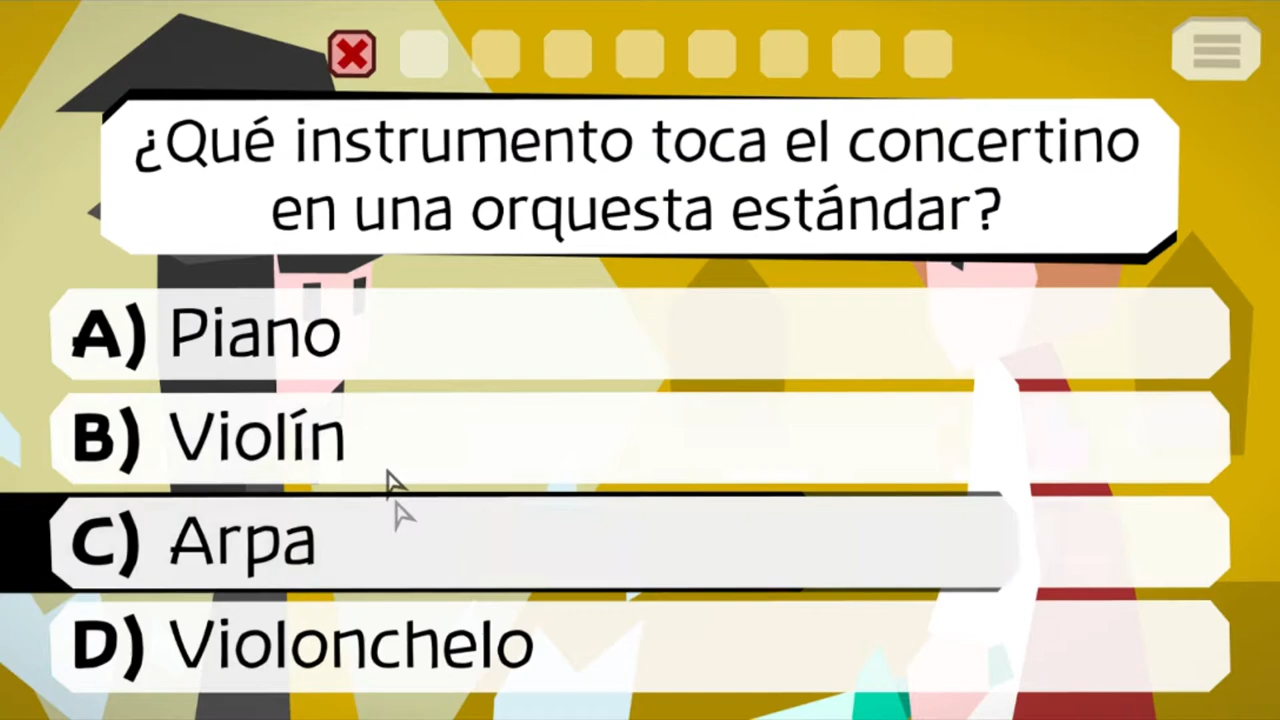 ¿Qué instrumento toca el concertino
en una orquesta estándar?
A) Piano
B) Violín
C) Arpa
D) Violonchelo